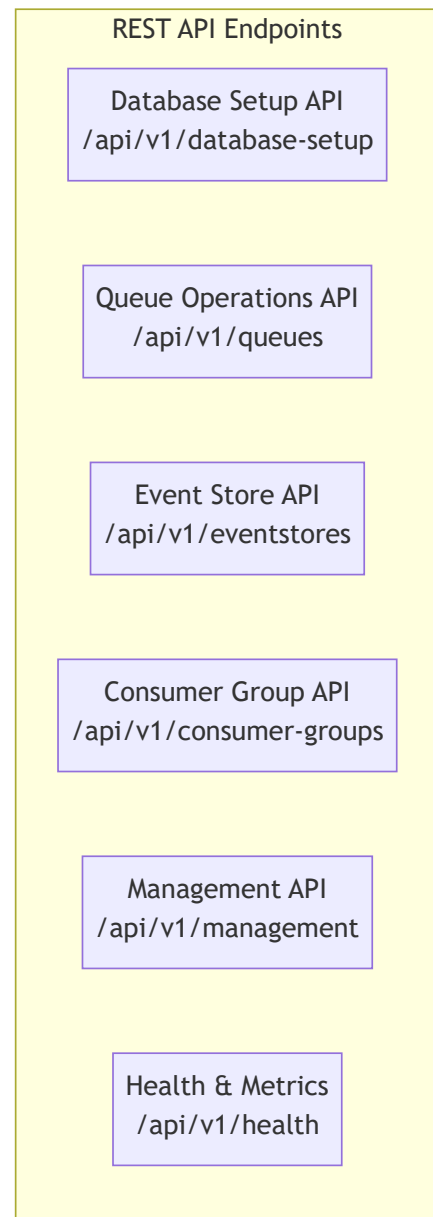 REST API Endpoints
Database Setup API
/api/v1/database-setup
Queue Operations API
/api/v1/queues
Event Store API
/api/v1/eventstores
Consumer Group API
/api/v1/consumer-groups
Management API
/api/v1/management
Health & Metrics
/api/v1/health